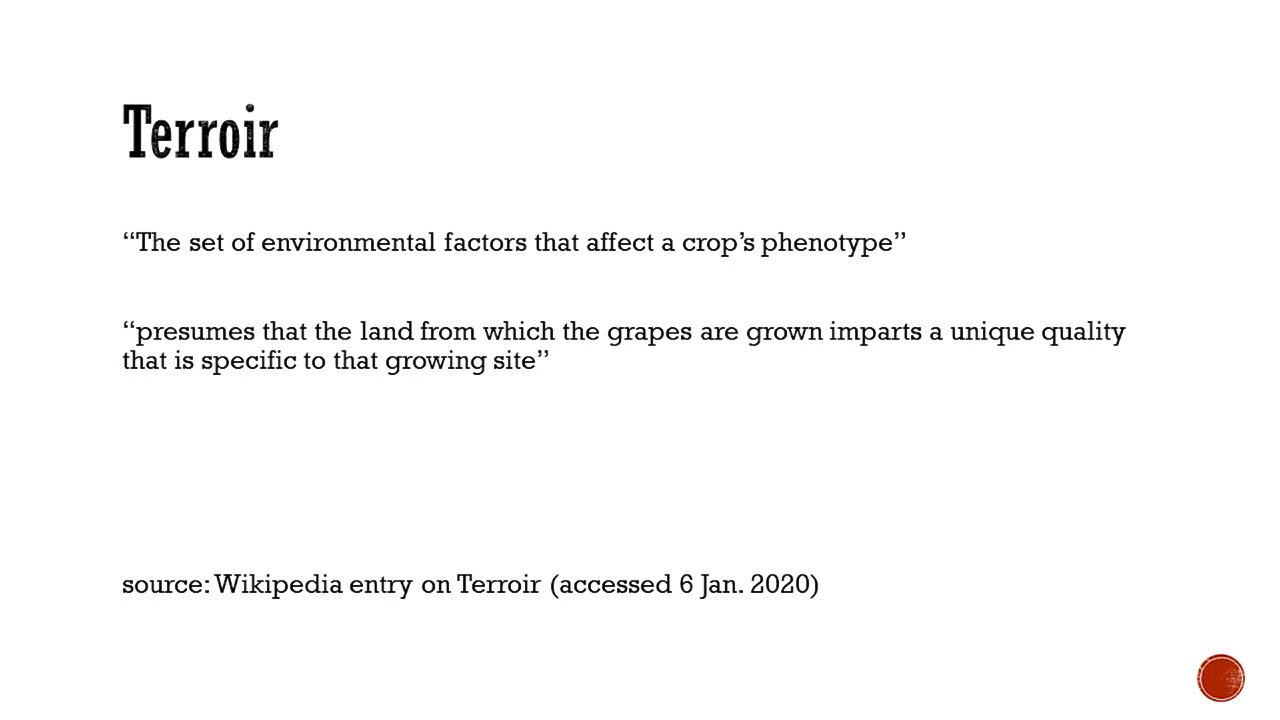 Terroir
“The set of environmental factors that affect a crop’s phenotype”
“presumes that the land from which the grapes are grown imparts a unique quality
that is specific to that growing site”
source: Wikipedia entry on Terroir (accessed 6 Jan. 2020)